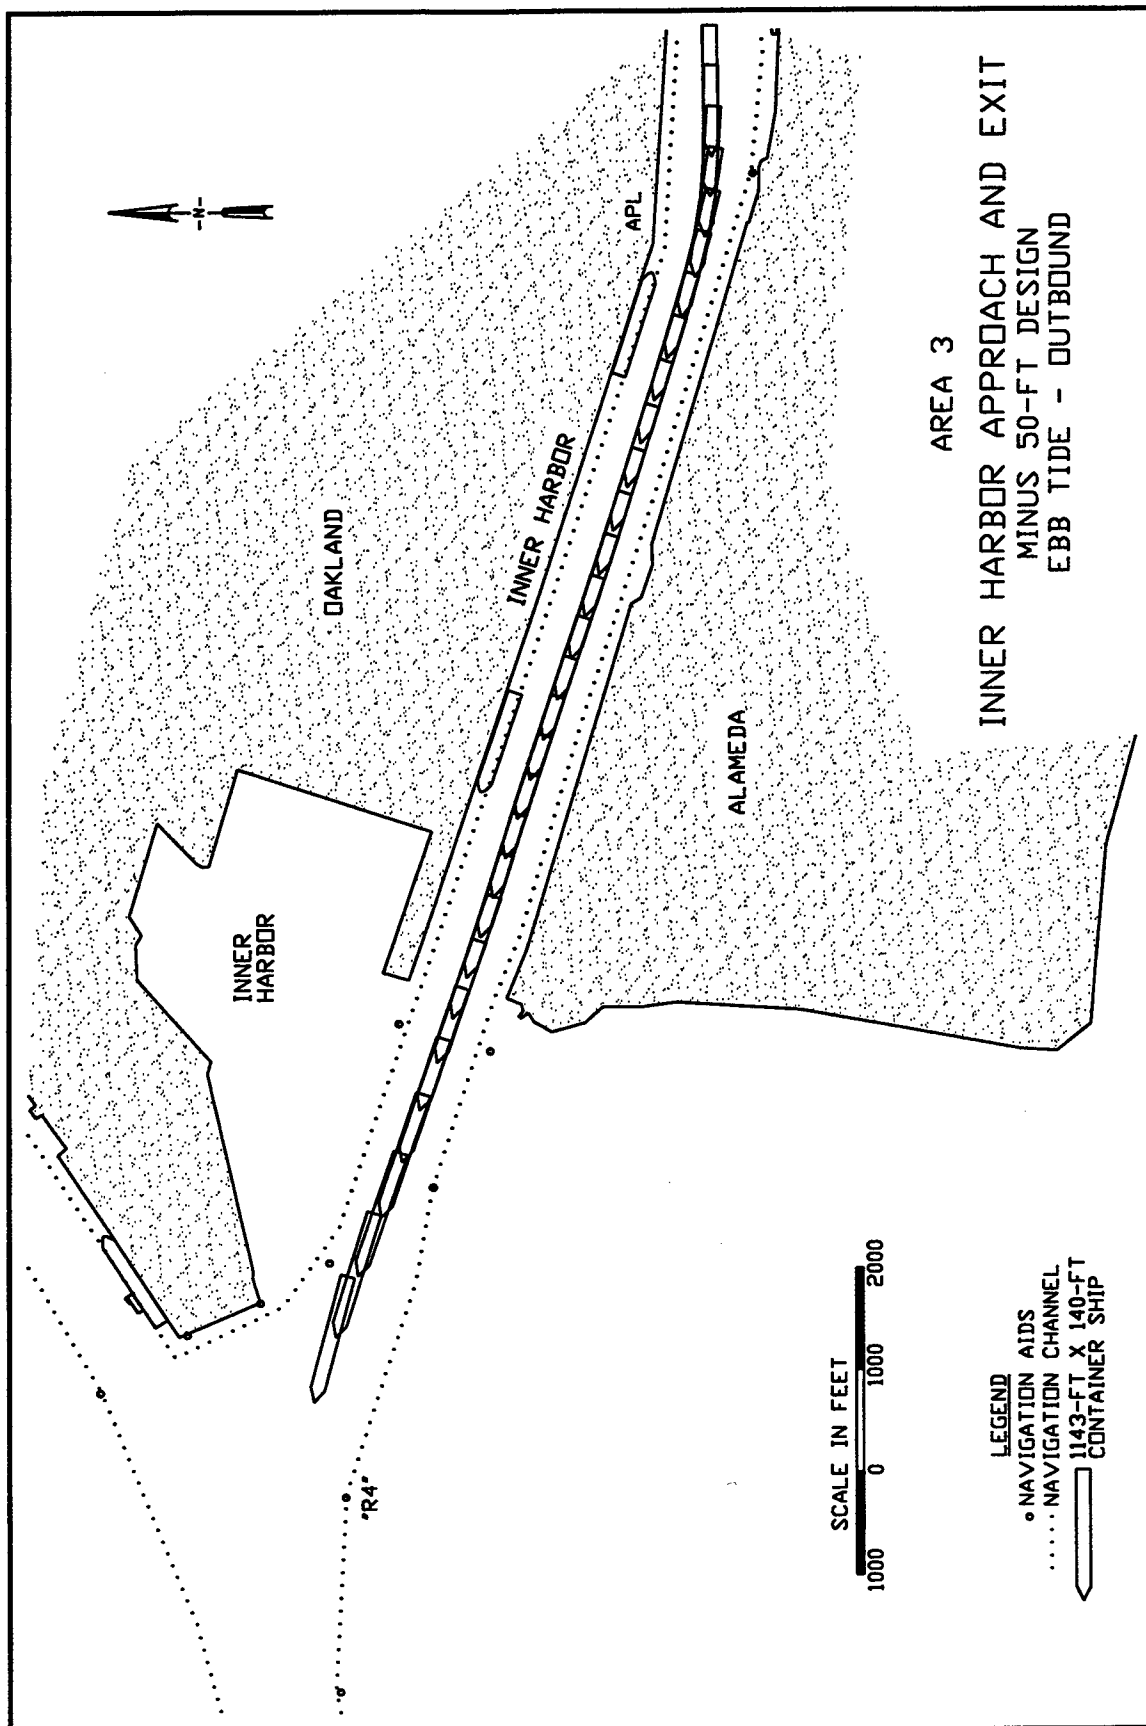 -N-
APL
OAKLAND
INNER HARBOR
INNER
HARBOR
ALAMEDA
"R4"
AREA 3
INNER HARBOR APPROACH AND EXIT
MINUS 50-FT DESIGN
EBB TIDE - OUTBOUND
SCALE IN FEET
1000 0 1000 2000
LEGEND
NAVIGATION AIDS
NAVIGATION CHANNEL
1143-FT X 140-FT
CONTAINER SHIP